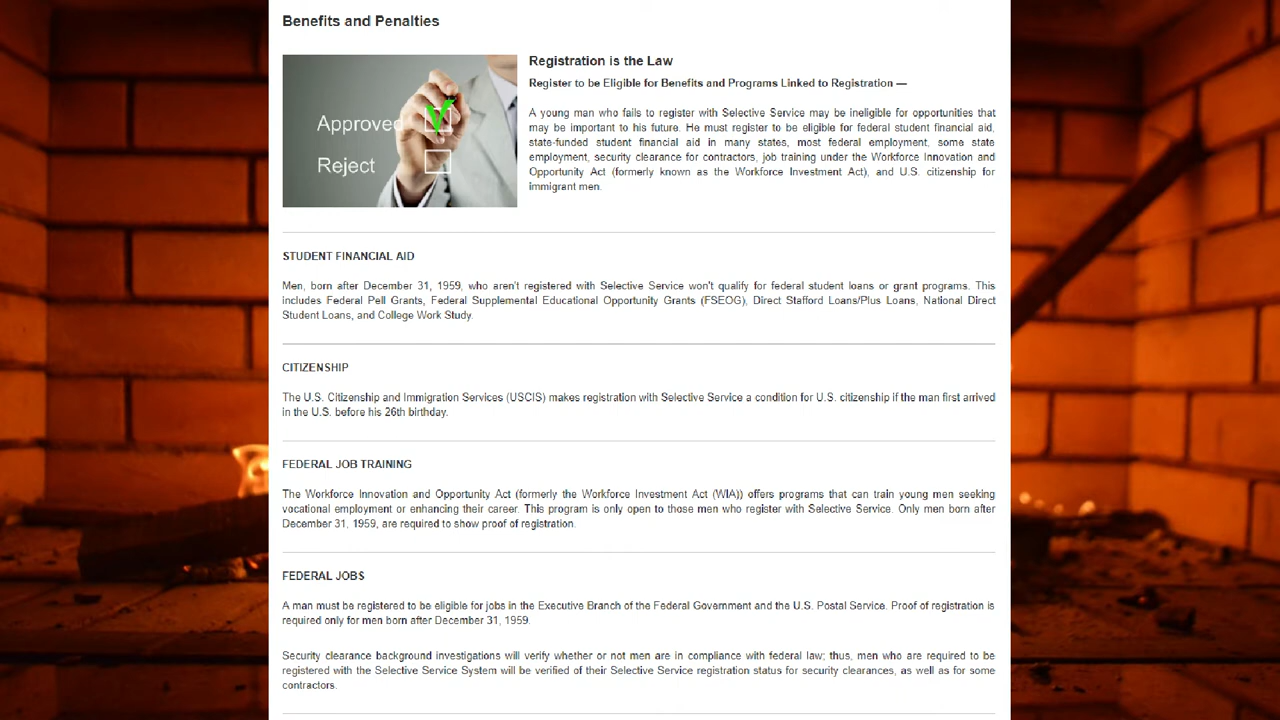 Benefits and Penalties
Approved
Reject
Registration is the Law
Register to be Eligible for Benefits and Programs Linked to Registration —
A young man who fails to register with Selective Service may be ineligible for opportunities that
may be important to his future. He must register to be eligible for federal student financial aid,
state-funded student financial aid in many states, most federal employment, some state
employment, security clearance for contractors, job training under the Workforce Innovation and
Opportunity Act (formerly known as the Workforce Investment Act), and U.S. citizenship for
immigrant men.
STUDENT FINANCIAL AID
Men, born after December 31, 1959, who aren't registered with Selective Service won't qualify for federal student loans or grant programs. This
includes Federal Pell Grants, Federal Supplemental Educational Opportunity Grants (FSEOG), Direct Stafford Loans/Plus Loans, National Direct
Student Loans, and College Work Study.
CITIZENSHIP
The U.S. Citizenship and Immigration Services (USCIS) makes registration with Selective Service a condition for U.S. citizenship if the man first arrived
in the U.S. before his 26th birthday.
FEDERAL JOB TRAINING
The Workforce Innovation and Opportunity Act (formerly the Workforce Investment Act (WIA)) offers programs that can train young men seeking
vocational employment or enhancing their career. This program is only open to those men who register with Selective Service. Only men born after
December 31, 1959, are required to show proof of registration.
FEDERAL JOBS
A man must be registered to be eligible for jobs in the Executive Branch of the Federal Government and the U.S. Postal Service. Proof of registration is
required only for men born after December 31, 1959.
Security clearance background investigations will verify whether or not men are in compliance with federal law; thus, men who are required to be
registered with the Selective Service System will be verified of their Selective Service registration status for security clearances, as well as for some
contractors.